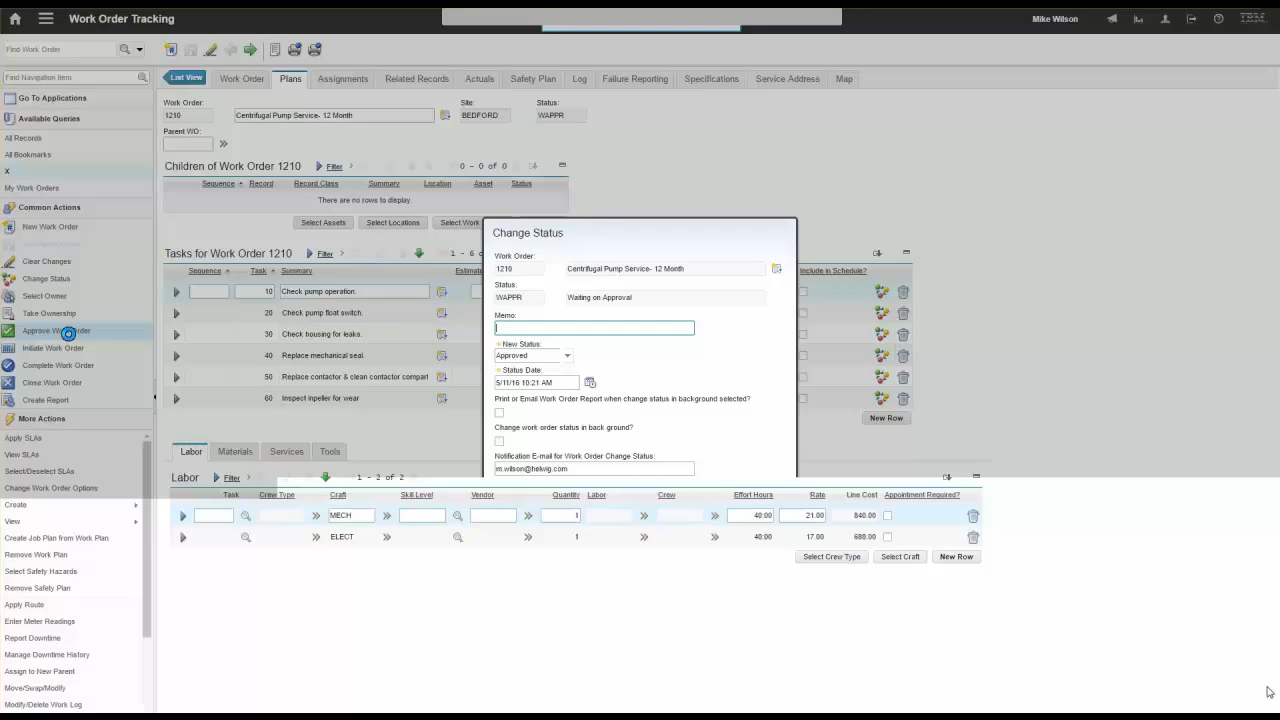 Work Order Tracking
Mike Wilson
IBM
Find Work Order
Find Navigation Item
Go To Applications
Available Queries
All Records
All Bookmarks
X
My Work Orders
Common Actions
New Work Order
Clear Changes
Change Status
Select Owner
Take Ownership
Approve Work Order
Initiate Work Order
Complete Work Order
Close Work Order
Create Report
More Actions
Apply SLAs
View SLAs
Select/Deselect SLAs
Change Work Order Options
Create
View
Create Job Plan from Work Plan
Remove Work Plan
Select Safety Hazards
Remove Safety Plan
Apply Route
Enter Meter Readings
Report Downtime
Manage Downtime History
Assign to New Parent
Move/Swap/Modify
Modify/Delete Work Log
List View Work Order Plans Assignments Related Records Actuals Safety Plan Log Failure Reporting Specifications Service Address Map
Work Order: Site: Status:
1210 Centrifugal Pump Service- 12 Month BEDFORD WAPPR
Parent WO:
Children of Work Order 1210 Filter 0 - 0 of 0
Sequence Record Record Class Summary Location Asset Status
There are no rows to display.
Select Assets Select Locations Select Work
Tasks for Work Order 1210 Filter 1 - 6
Sequence Task Summary Estimate Include in Schedule?
10 Check pump operation.
20 Check pump float switch.
30 Check housing for leaks.
40 Replace mechanical seal.
50 Replace contactor & clean contactor compart
60 Inspect inpeller for wear
New Row
Change Status
Work Order:
1210 Centrifugal Pump Service- 12 Month
Status:
WAPPR Waiting on Approval
Memo:
New Status:
Approved
Status Date:
5/11/16 10:21 AM
Print or Email Work Order Report when change status in background selected?
Change work order status in back ground?
Notification E-mail for Work Order Change Status:
m.wilson@helwig.com
Labor Materials Services Tools
Labor Filter 1 - 2 of 2
Task Crew Type Craft Skill Level Vendor Quantity Labor Crew Effort Hours Rate Line Cost Appointment Required?
MECH 1 40:00 21.00 840.00
ELECT 1 40:00 17.00 680.00
Select Crew Type Select Craft New Row